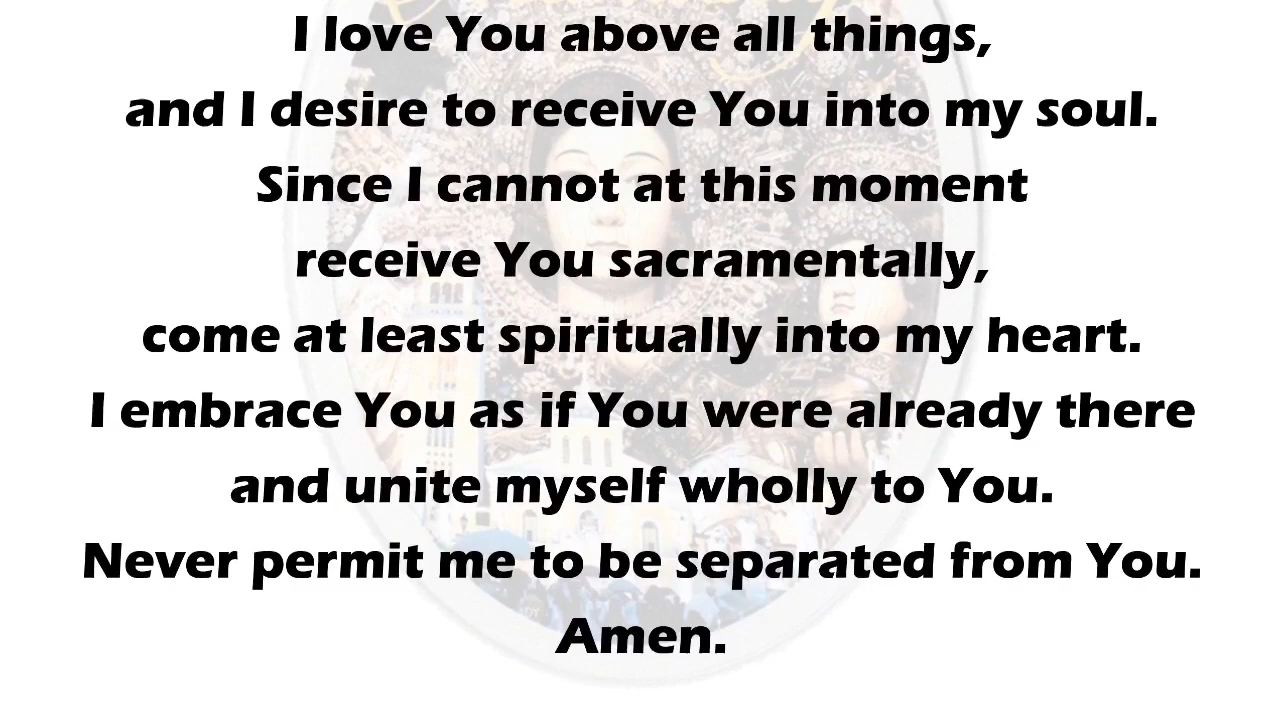 I love You above all things,
and I desire to receive You into my soul.
Since I cannot at this moment
receive You sacramentally,
come at least spiritually into my heart.
I embrace You as if You were already there
and unite myself wholly to You.
Never permit me to be separated from You.
Amen.